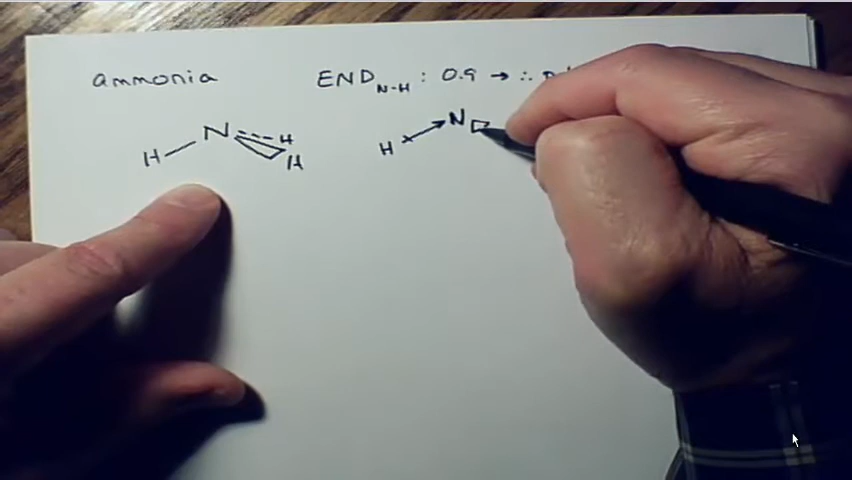 ammonia
END N-H : 0.9 → ∴
N H H H
H N